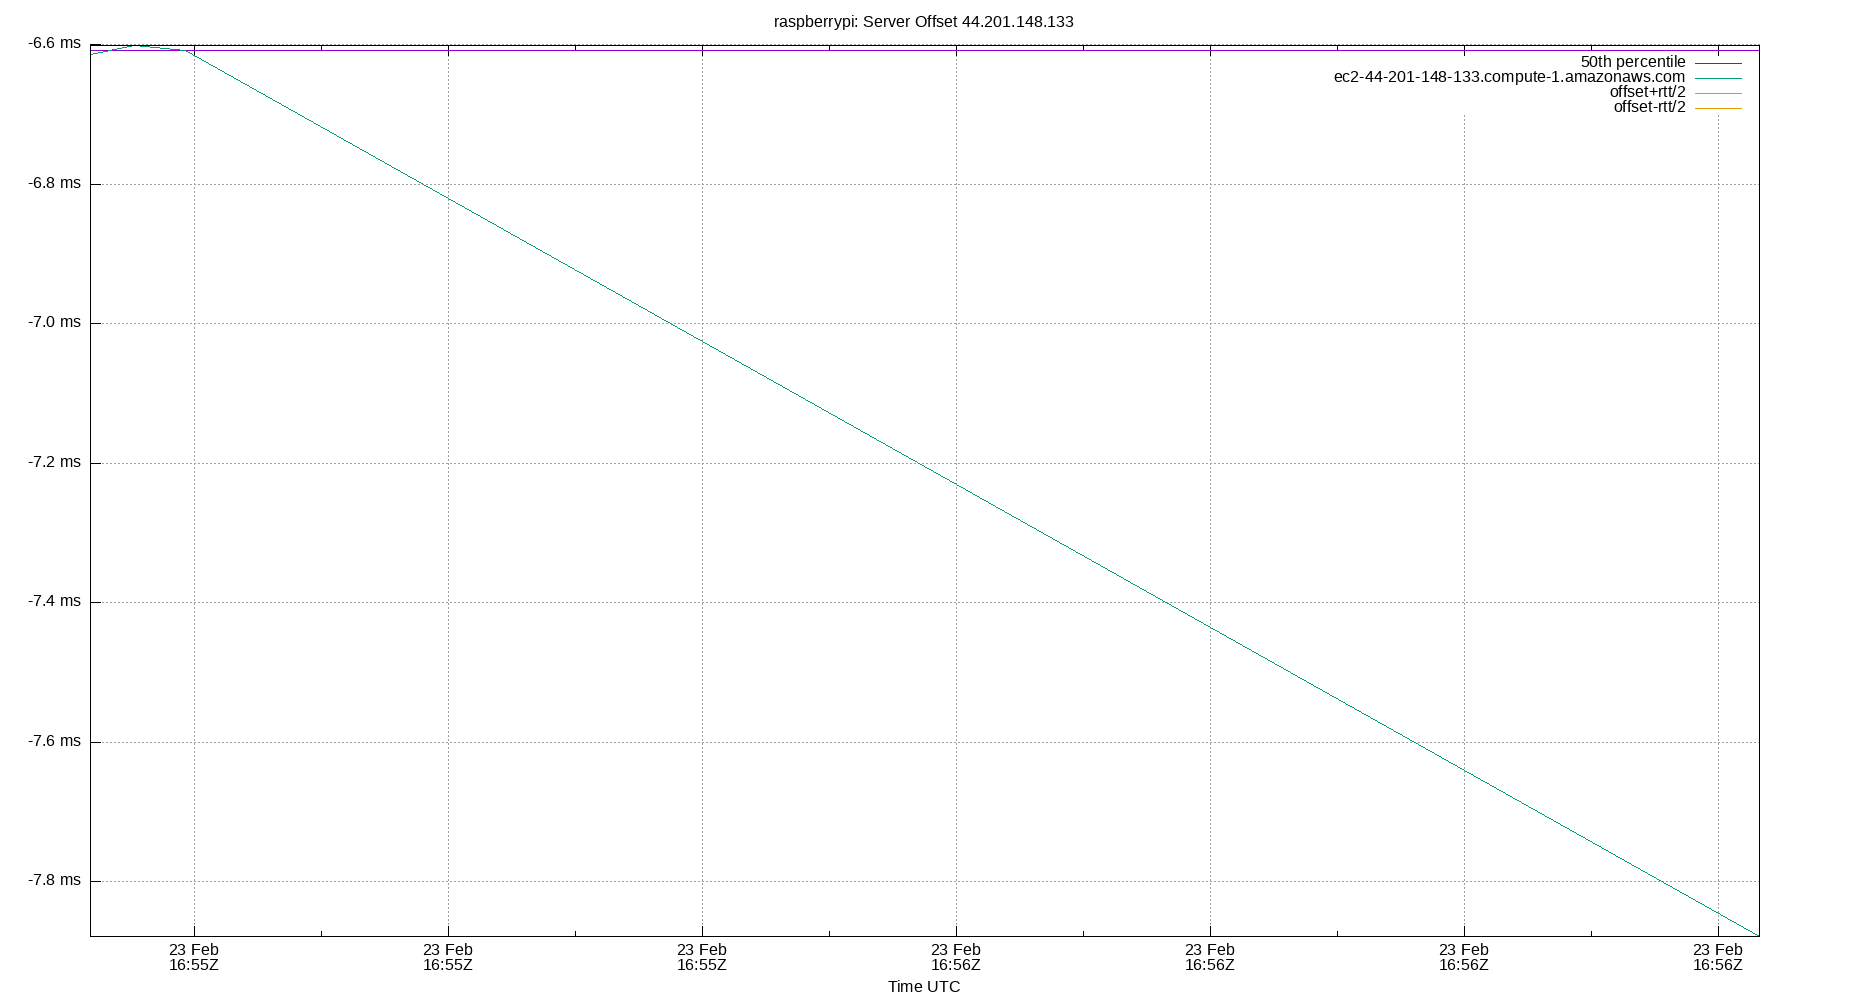 raspberrypi: Server Offset 44.201.148.133
-6.6 ms
50th percentile
ec2-44-201-148-133.compute-1.amazonaws.com
offset+rtt/2
offset-rtt/2
-6.8 ms
-7.0 ms
-7.2 ms
-7.4 ms
-7.6 ms
-7.8 ms
23 Feb 23 Feb 23 Feb 23 Feb 23 Feb 23 Feb 23 Feb
16:55Z 16:55Z 16:55Z 16:56Z 16:56Z 16:56Z 16:56Z
Time UTC